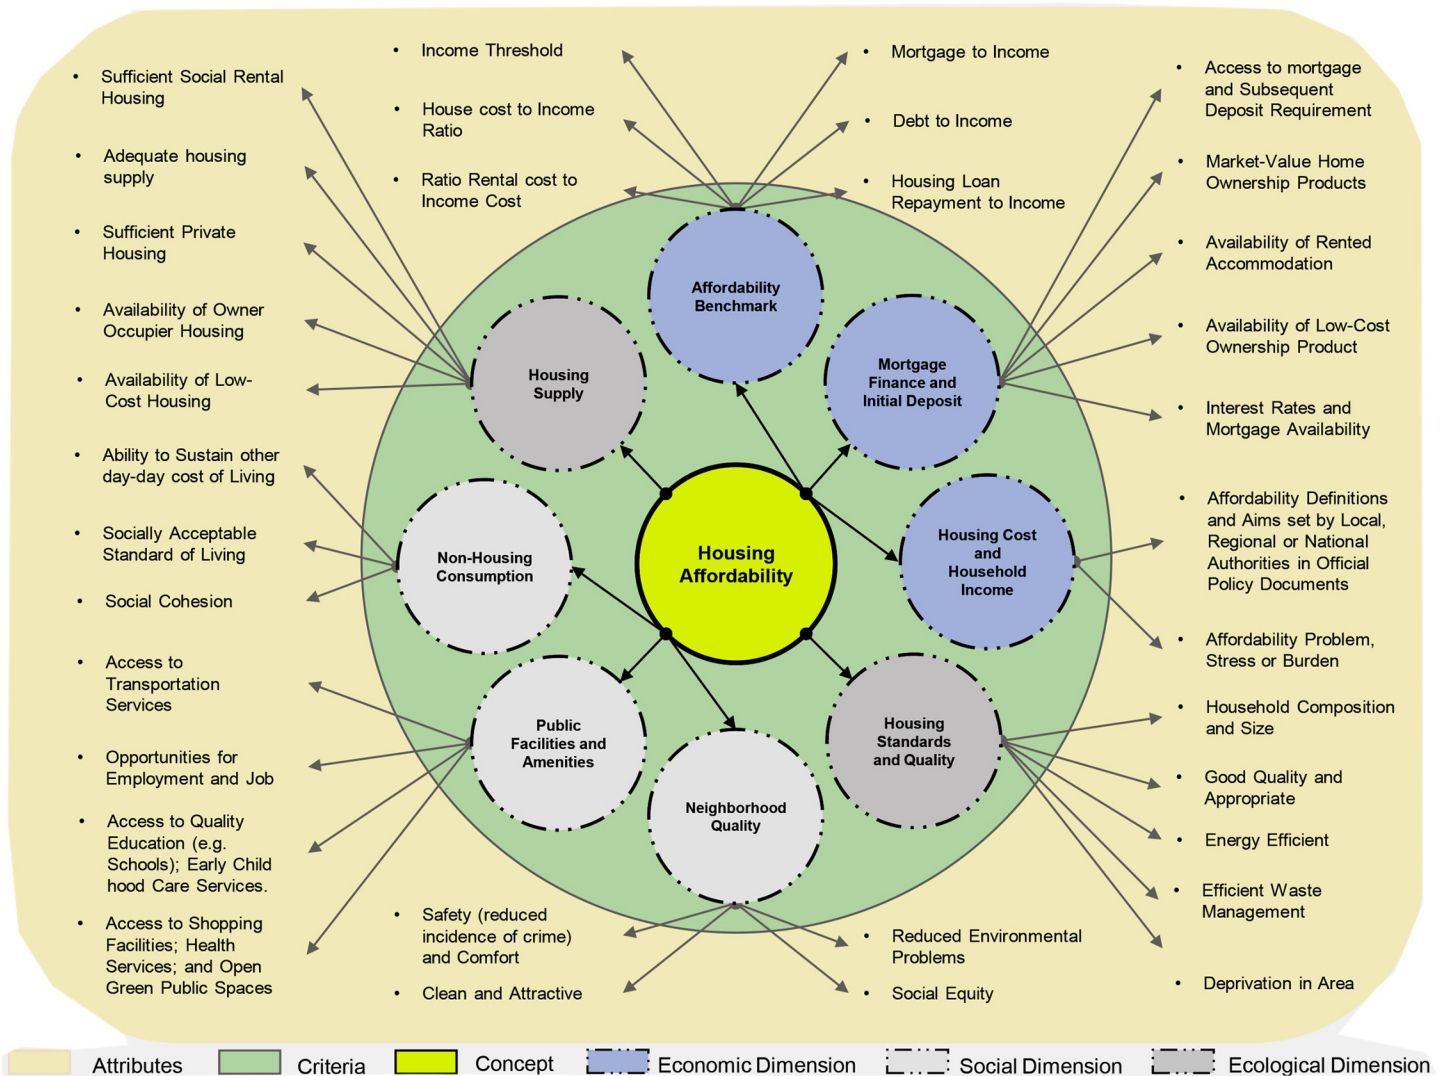 • Sufficient Social Rental
Housing
• Adequate housing
supply
• Sufficient Private
Housing
• Availability of Owner
Occupier Housing
• Availability of Low-
Cost Housing
• Ability to Sustain other
day-day cost of Living
• Socially Acceptable
Standard of Living
• Social Cohesion
• Access to
Transportation
Services
• Opportunities for
Employment and Job
• Access to Quality
Education (e.g.
Schools); Early Child
hood Care Services.
• Access to Shopping
Facilities; Health
Services; and Open
Green Public Spaces
• Income Threshold
• House cost to Income
Ratio
• Ratio Rental cost to
Income Cost
• Mortgage to Income
• Debt to Income
• Housing Loan
Repayment to Income
Affordability
Benchmark
Housing
Supply
Mortgage
Finance and
Initial Deposit
Non-Housing
Consumption
Housing
Affordability
Housing Cost
and
Household
Income
Public
Facilities and
Amenities
Neighborhood
Quality
Housing
Standards
and Quality
• Safety (reduced
incidence of crime)
and Comfort
• Clean and Attractive
• Reduced Environmental
Problems
• Social Equity
• Access to mortgage
and Subsequent
Deposit Requirement
• Market-Value Home
Ownership Products
• Availability of Rented
Accommodation
• Availability of Low-Cost
Ownership Product
• Interest Rates and
Mortgage Availability
• Affordability Definitions
and Aims set by Local,
Regional or National
Authorities in Official
Policy Documents
• Affordability Problem,
Stress or Burden
• Household Composition
and Size
• Good Quality and
Appropriate
• Energy Efficient
• Efficient Waste
Management
• Deprivation in Area
Attributes
Criteria
Concept
Economic Dimension
Social Dimension
Ecological Dimension